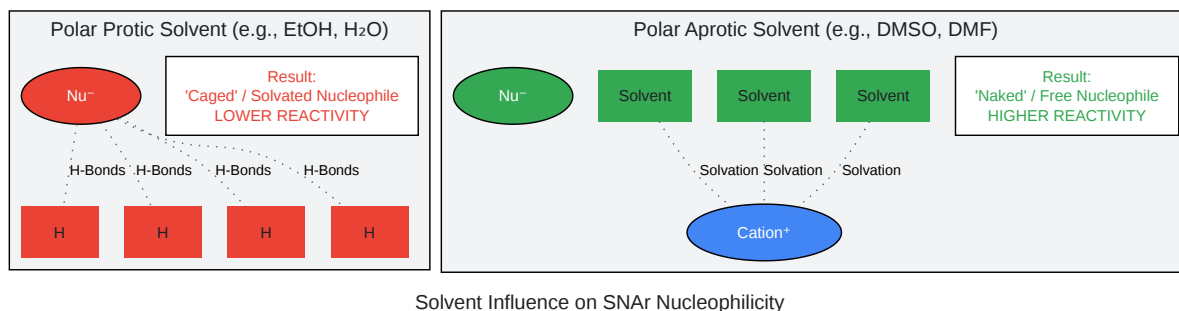 Polar Protic Solvent (e.g., EtOH, H₂O)
Nu⁻
Result:
'Caged' / Solvated Nucleophile
LOWER REACTIVITY
H-Bonds H-Bonds H-Bonds H-Bonds
H H H H
Polar Aprotic Solvent (e.g., DMSO, DMF)
Nu⁻ Solvent Solvent Solvent
Result:
'Naked' / Free Nucleophile
HIGHER REACTIVITY
Solvation Solvation Solvation
Cation⁺
Solvent Influence on SNAr Nucleophilicity